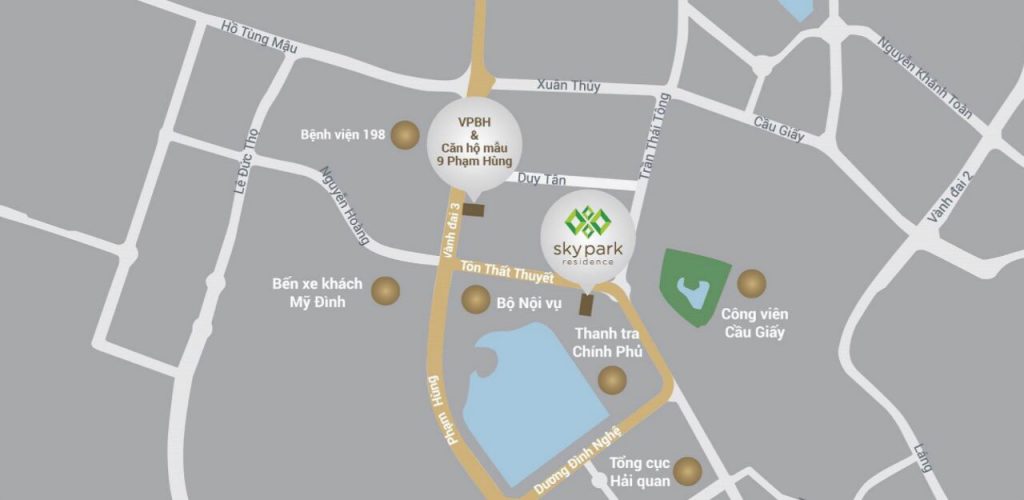 Hồ Tùng Mậu
Nguyễn Khánh Toàn
Xuân Thủy
VPBH
&
Căn hộ mẫu
9 Phạm Hùng
Bệnh viện 198
Cầu Giấy
Trần Thái Tông
Lê Đức Thọ
Duy Tân
Nguyễn Hoàng
Vành đai 2
Vành đai 3
sky park
residence
Tôn Thất Thuyết
Bến xe khách
Mỹ Đình
Bộ Nội vụ
Công viên
Cầu Giấy
Thanh tra
Chính Phủ
Phạm Hùng
Dương Đình Nghệ
Láng
Tổng cục
Hải quan